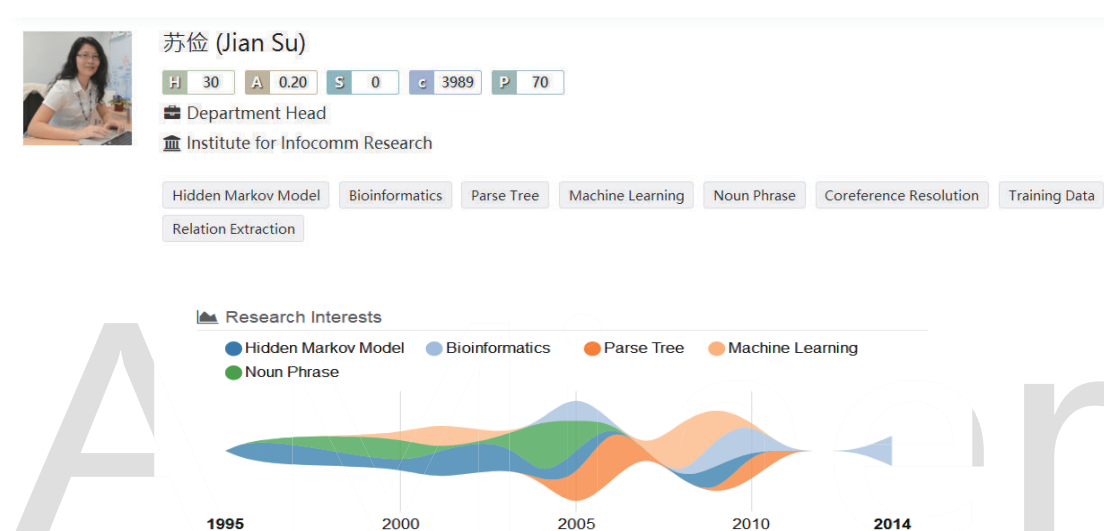 苏俭 (Jian Su)
H 30 A 0.20 S 0 c 3989 P 70
Department Head
Institute for Infocomm Research
Hidden Markov Model Bioinformatics Parse Tree Machine Learning Noun Phrase Coreference Resolution Training Data
Relation Extraction
Research Interests
Hidden Markov Model Bioinformatics Parse Tree Machine Learning
Noun Phrase
1995 2000 2005 2010 2014